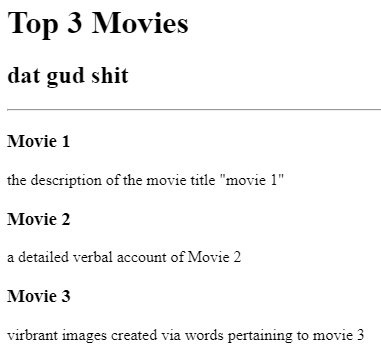 Top 3 Movies
dat gud shit
Movie 1
the description of the movie title "movie 1"
Movie 2
a detailed verbal account of Movie 2
Movie 3
virbrant images created via words pertaining to movie 3